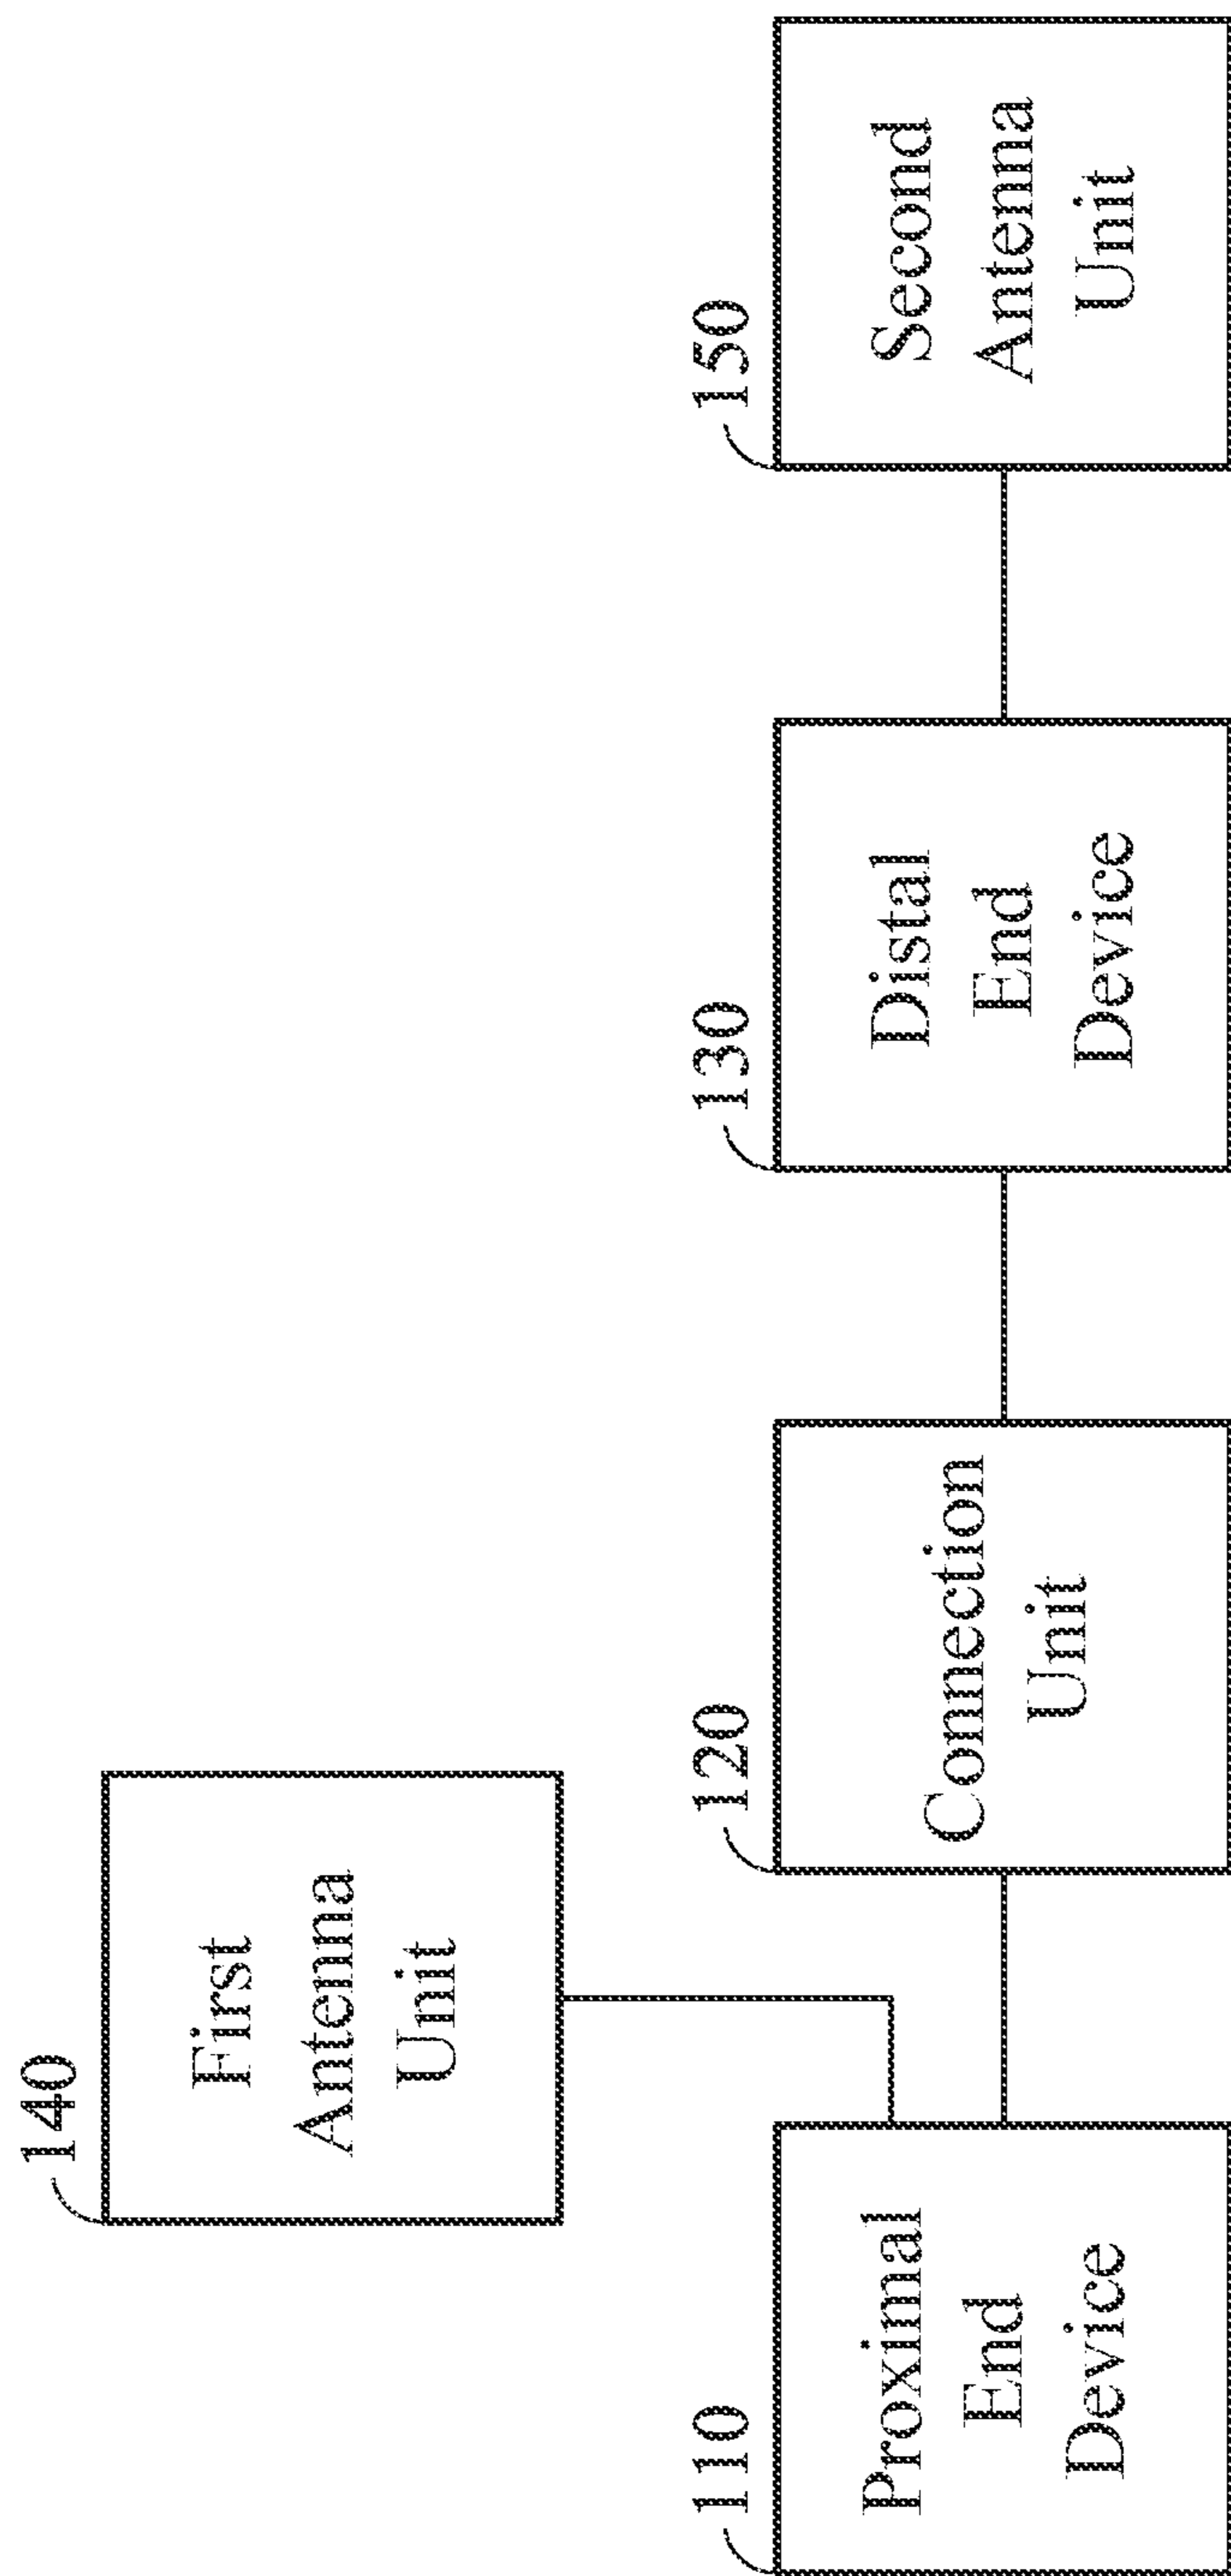 140
First
Antenna
Unit
110
Proximal
End
Device
120
Connection
Unit
130
Distal
End
Device
150
Second
Antenna
Unit